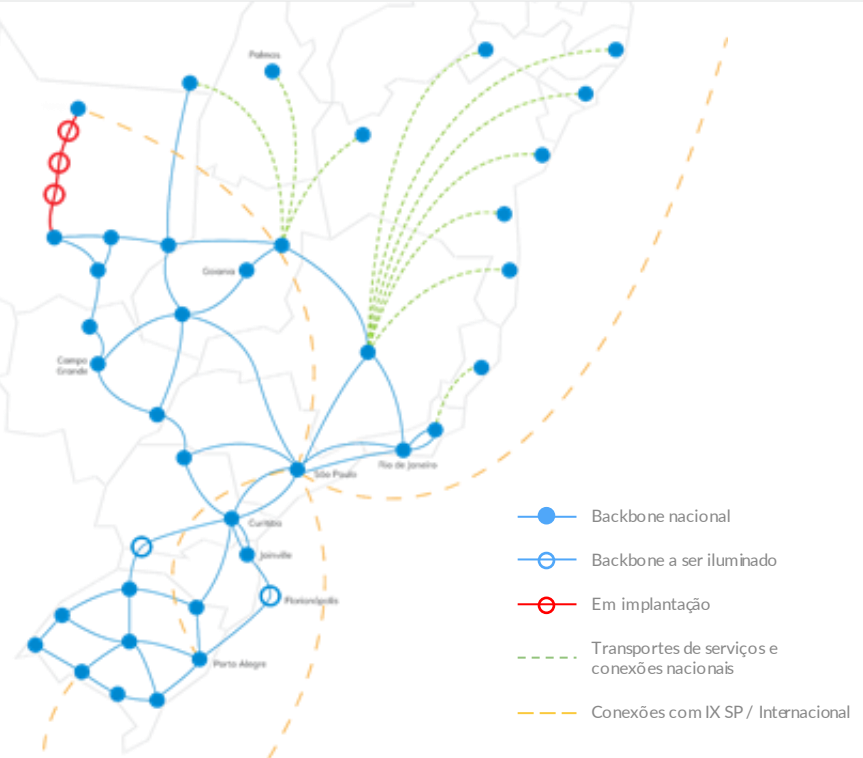 Palmas
Goiania
Campo
Grande
São Paulo
Rio de Janeiro
Curitiba
Joinville
Florianópolis
Porto Alegre
Backbone nacional
Backbone a ser iluminado
Em implantação
Transportes de serviços e
conexões nacionais
Conexões com IX SP / Internacional